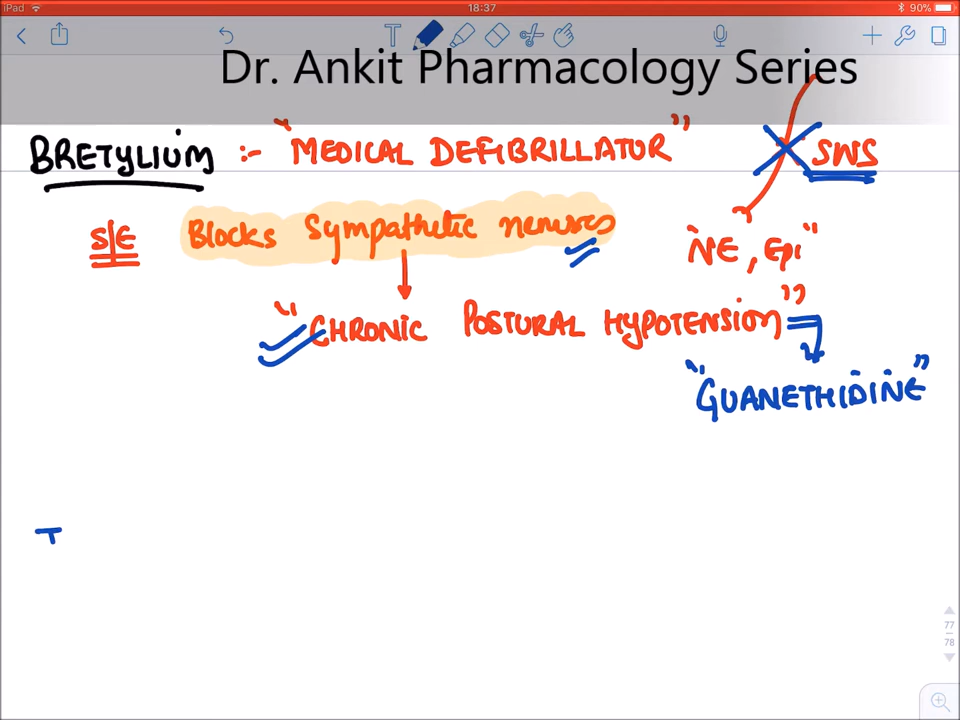 iPad 18:37 90%
T
Dr. Ankit Pharmacology Series
BRETYLIUM :- "MEDICAL DEFIBRILLATOR" SNS
S/E Blocks Sympathetic nerves NE, Epi"
"CHRONIC POSTURAL HYPOTENSION"
"GUANETHIDINE"
77
78